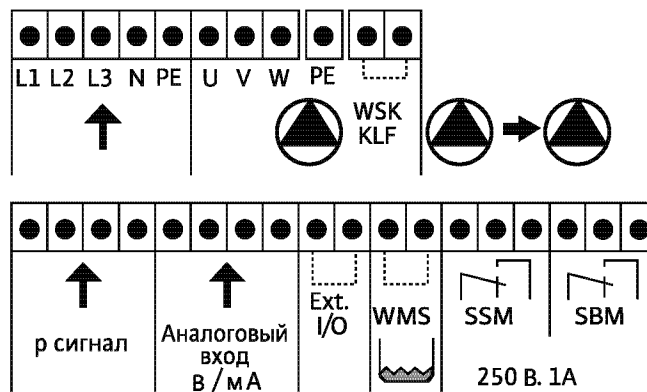 L1 L2 L3 N PE U V W PE
WSK
KLF
р сигнал
Аналоговый
вход
В / мА
Ext.
I/O
WMS
SSM
SBM
250 В. 1А